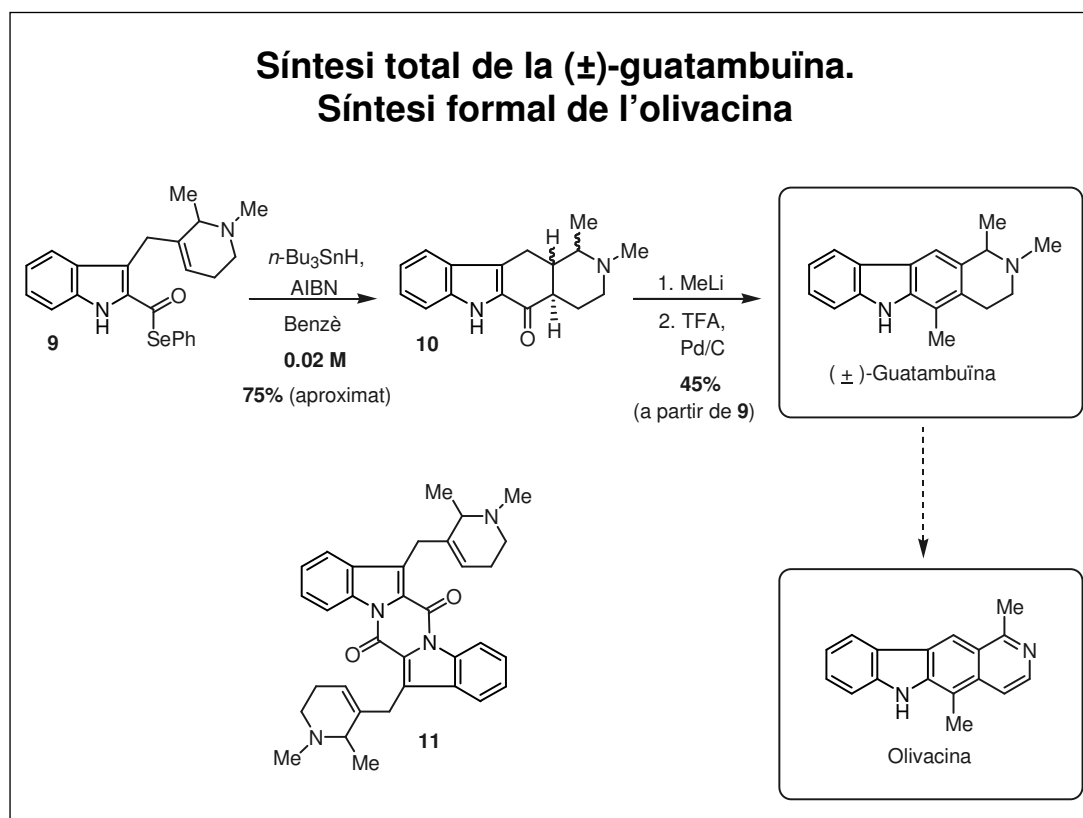 Síntesi total de la (±)-guatambuïna.
Síntesi formal de l’olivacina
Me
N
Me
O
N
H
SePh
9
n-Bu3SnH,
AIBN
Benzè
0.02 M
75% (aproximat)
H
Me
Me
N
N
H
O
H
10
1. MeLi
2. TFA,
Pd/C
45%
(a partir de 9)
Me
Me
N
N
H
Me
( ± )-Guatambuïna
Me
Me
N
O
N
N
O
N
Me
Me
11
Me
N
N
H
Me
Olivacina